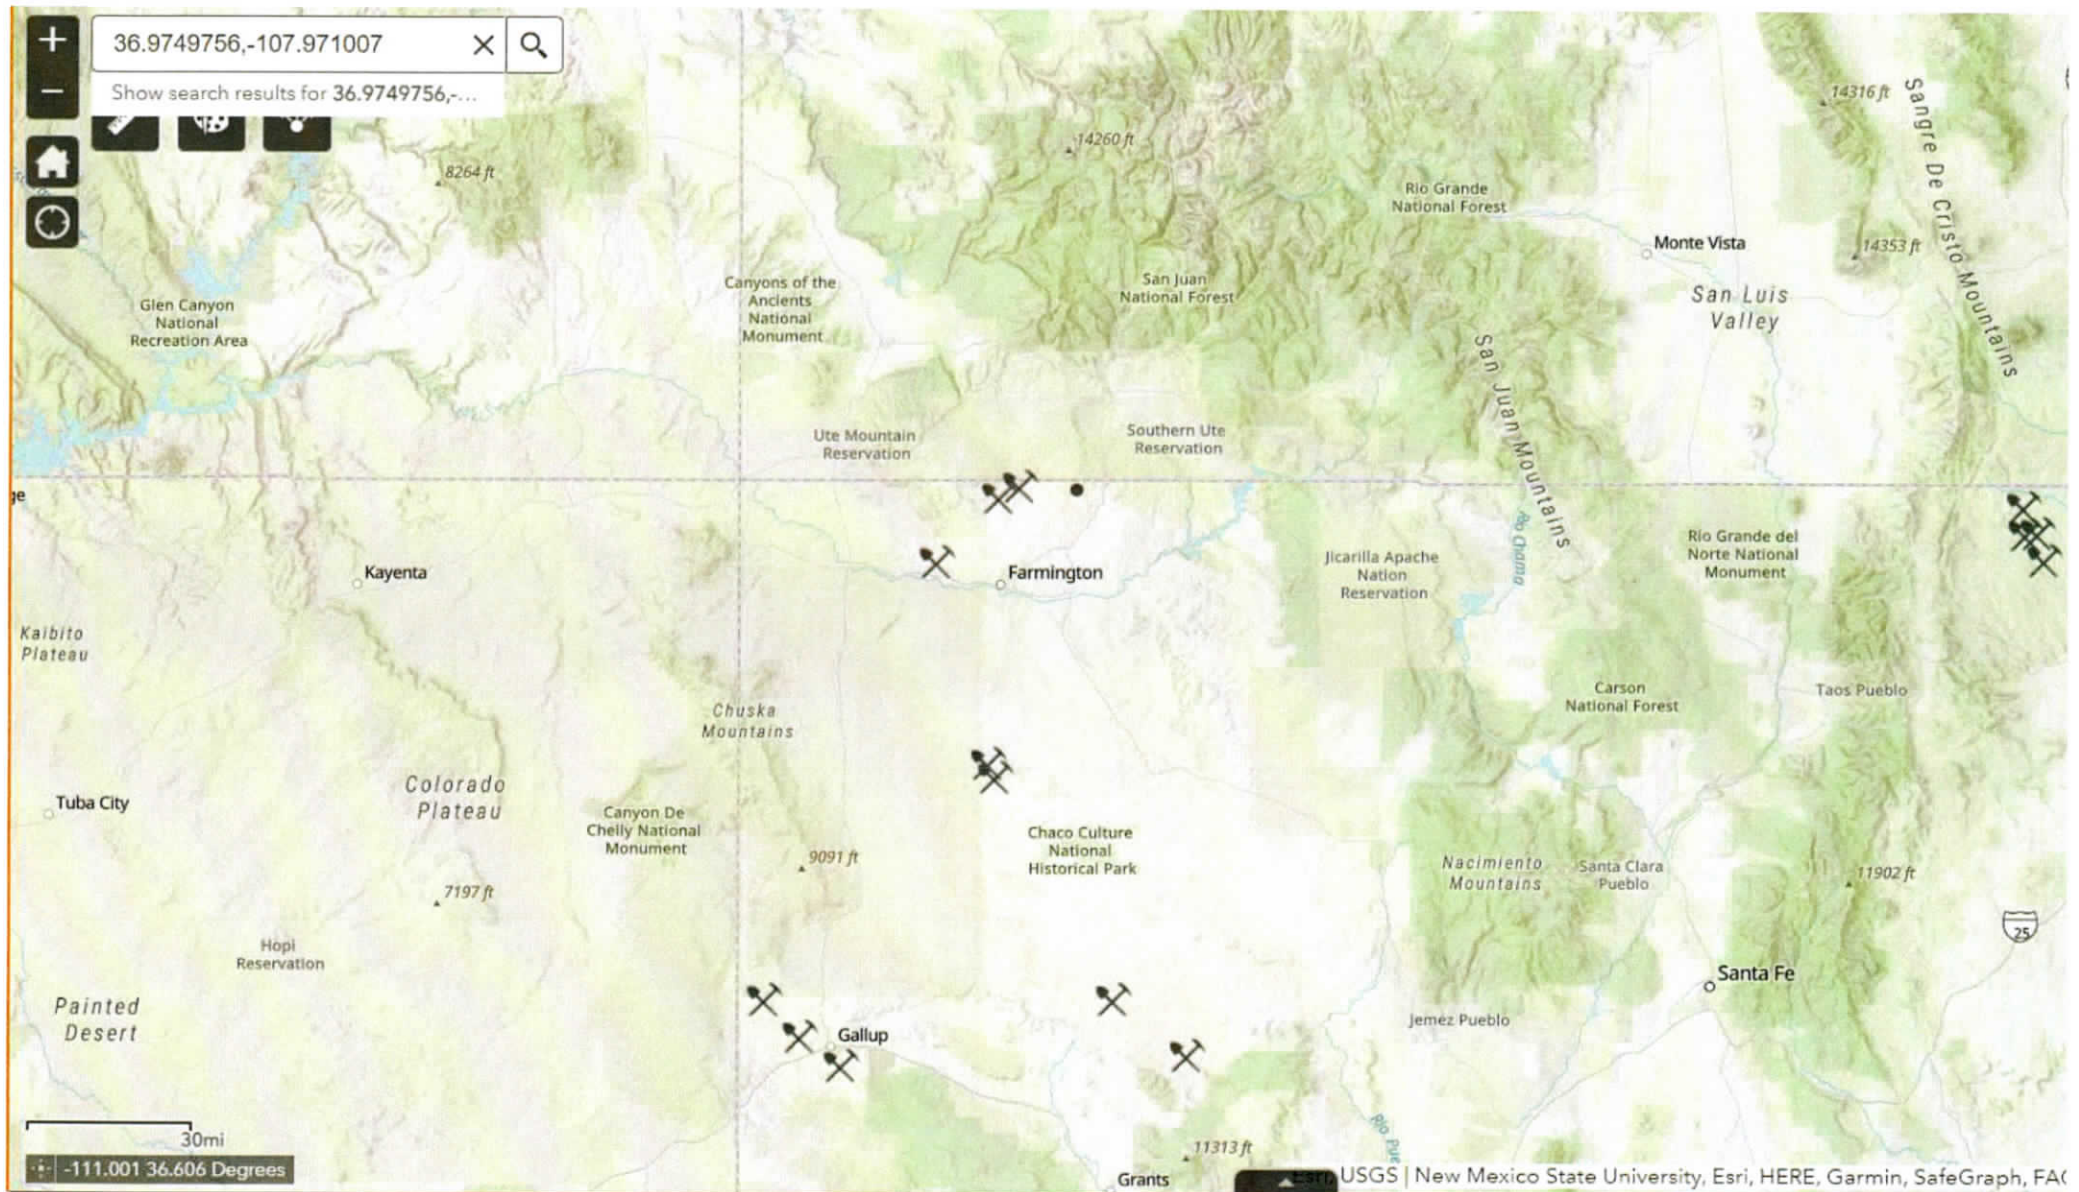 36.9749756,-107.971007
Show search results for 36.9749756,-...
14316 ft
Sangre De Cristo Mountains
14260 ft
8264 ft
Rio Grande
National Forest
Monte Vista
14353 ft
Canyons of the
Ancients
National
Monument
San Juan
National Forest
San Luis
Valley
Glen Canyon
National
Recreation Area
San Juan Mountains
Ute Mountain
Reservation
Southern Ute
Reservation
ge
Rio Chama
Rio Grande del
Norte National
Monument
Jicarilla Apache
Nation
Reservation
Kayenta
Farmington
Kaibito
Plateau
Carson
National Forest
Taos Pueblo
Chuska
Mountains
Colorado
Plateau
Tuba City
Canyon De
Chelly National
Monument
Chaco Culture
National
Historical Park
9091 ft
Nacimiento
Mountains
Santa Clara
Pueblo
11902 ft
7197 ft
25
Hopi
Reservation
Santa Fe
Painted
Desert
Jemez Pueblo
Gallup
30mi
Rio Pue
11313 ft
-111.001 36.606 Degrees
Grants
Esri, USGS | New Mexico State University, Esri, HERE, Garmin, SafeGraph, FAO